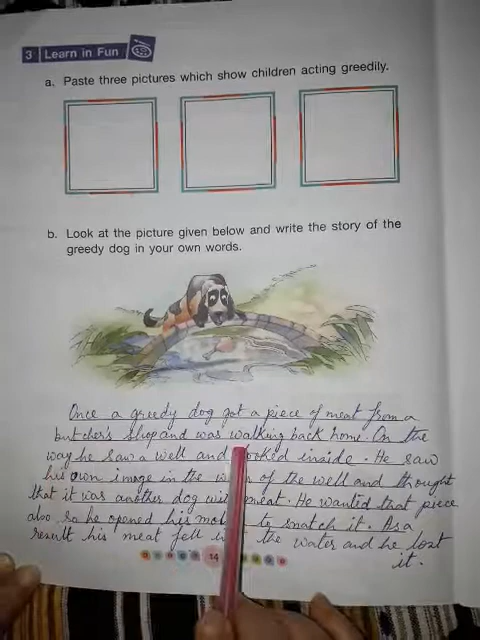 3 Learn in Fun
a. Paste three pictures which show children acting greedily.
b. Look at the picture given below and write the story of the
greedy dog in your own words.
Once a greedy dog got a piece of meat from a
butcher's shop and was walking back home. On the
way he saw a well and looked inside. He saw
his own image in the of the well and thought
that it was another dog with meat. He wanted that piece
also, so he opened his to snatch it. As a
result his meat fell the water and he lost
it.
14